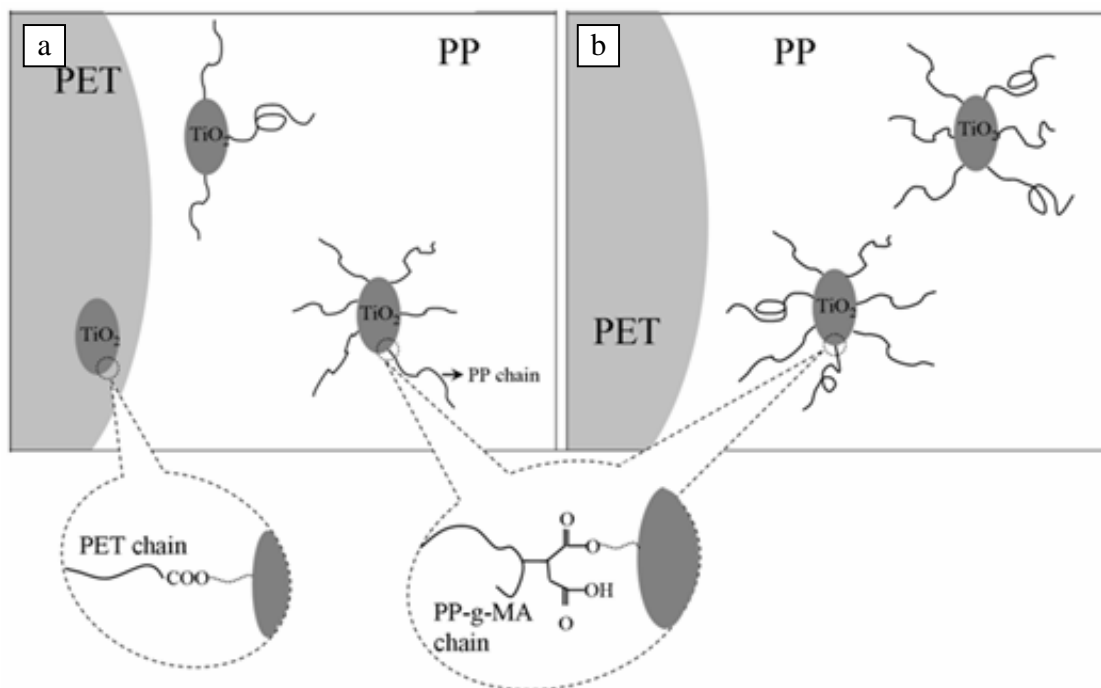 a
PET
PP
TiO2
TiO2
TiO2
PP chain
b
PP
TiO2
TiO2
PET
PET chain
COO
O
O
OH
O
PP-g-MA
chain